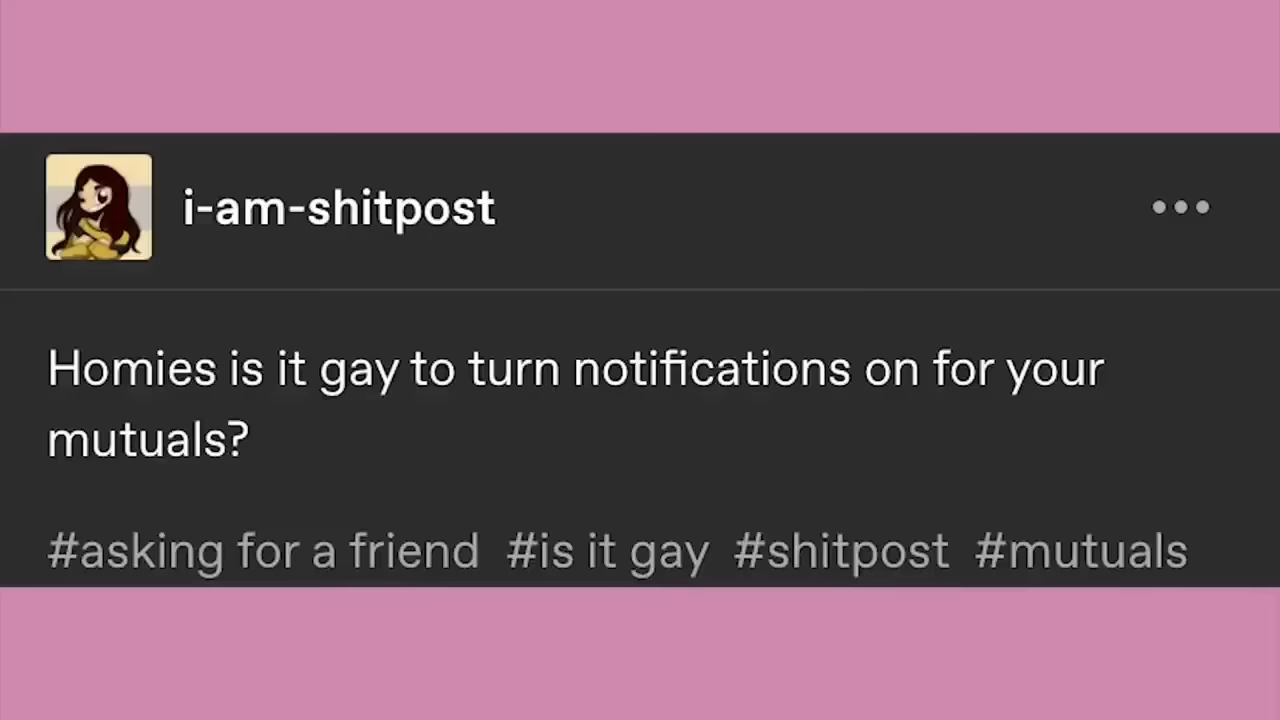 i-am-shitpost
Homies is it gay to turn notifications on for your
mutuals?
#asking for a friend #is it gay #shitpost #mutuals